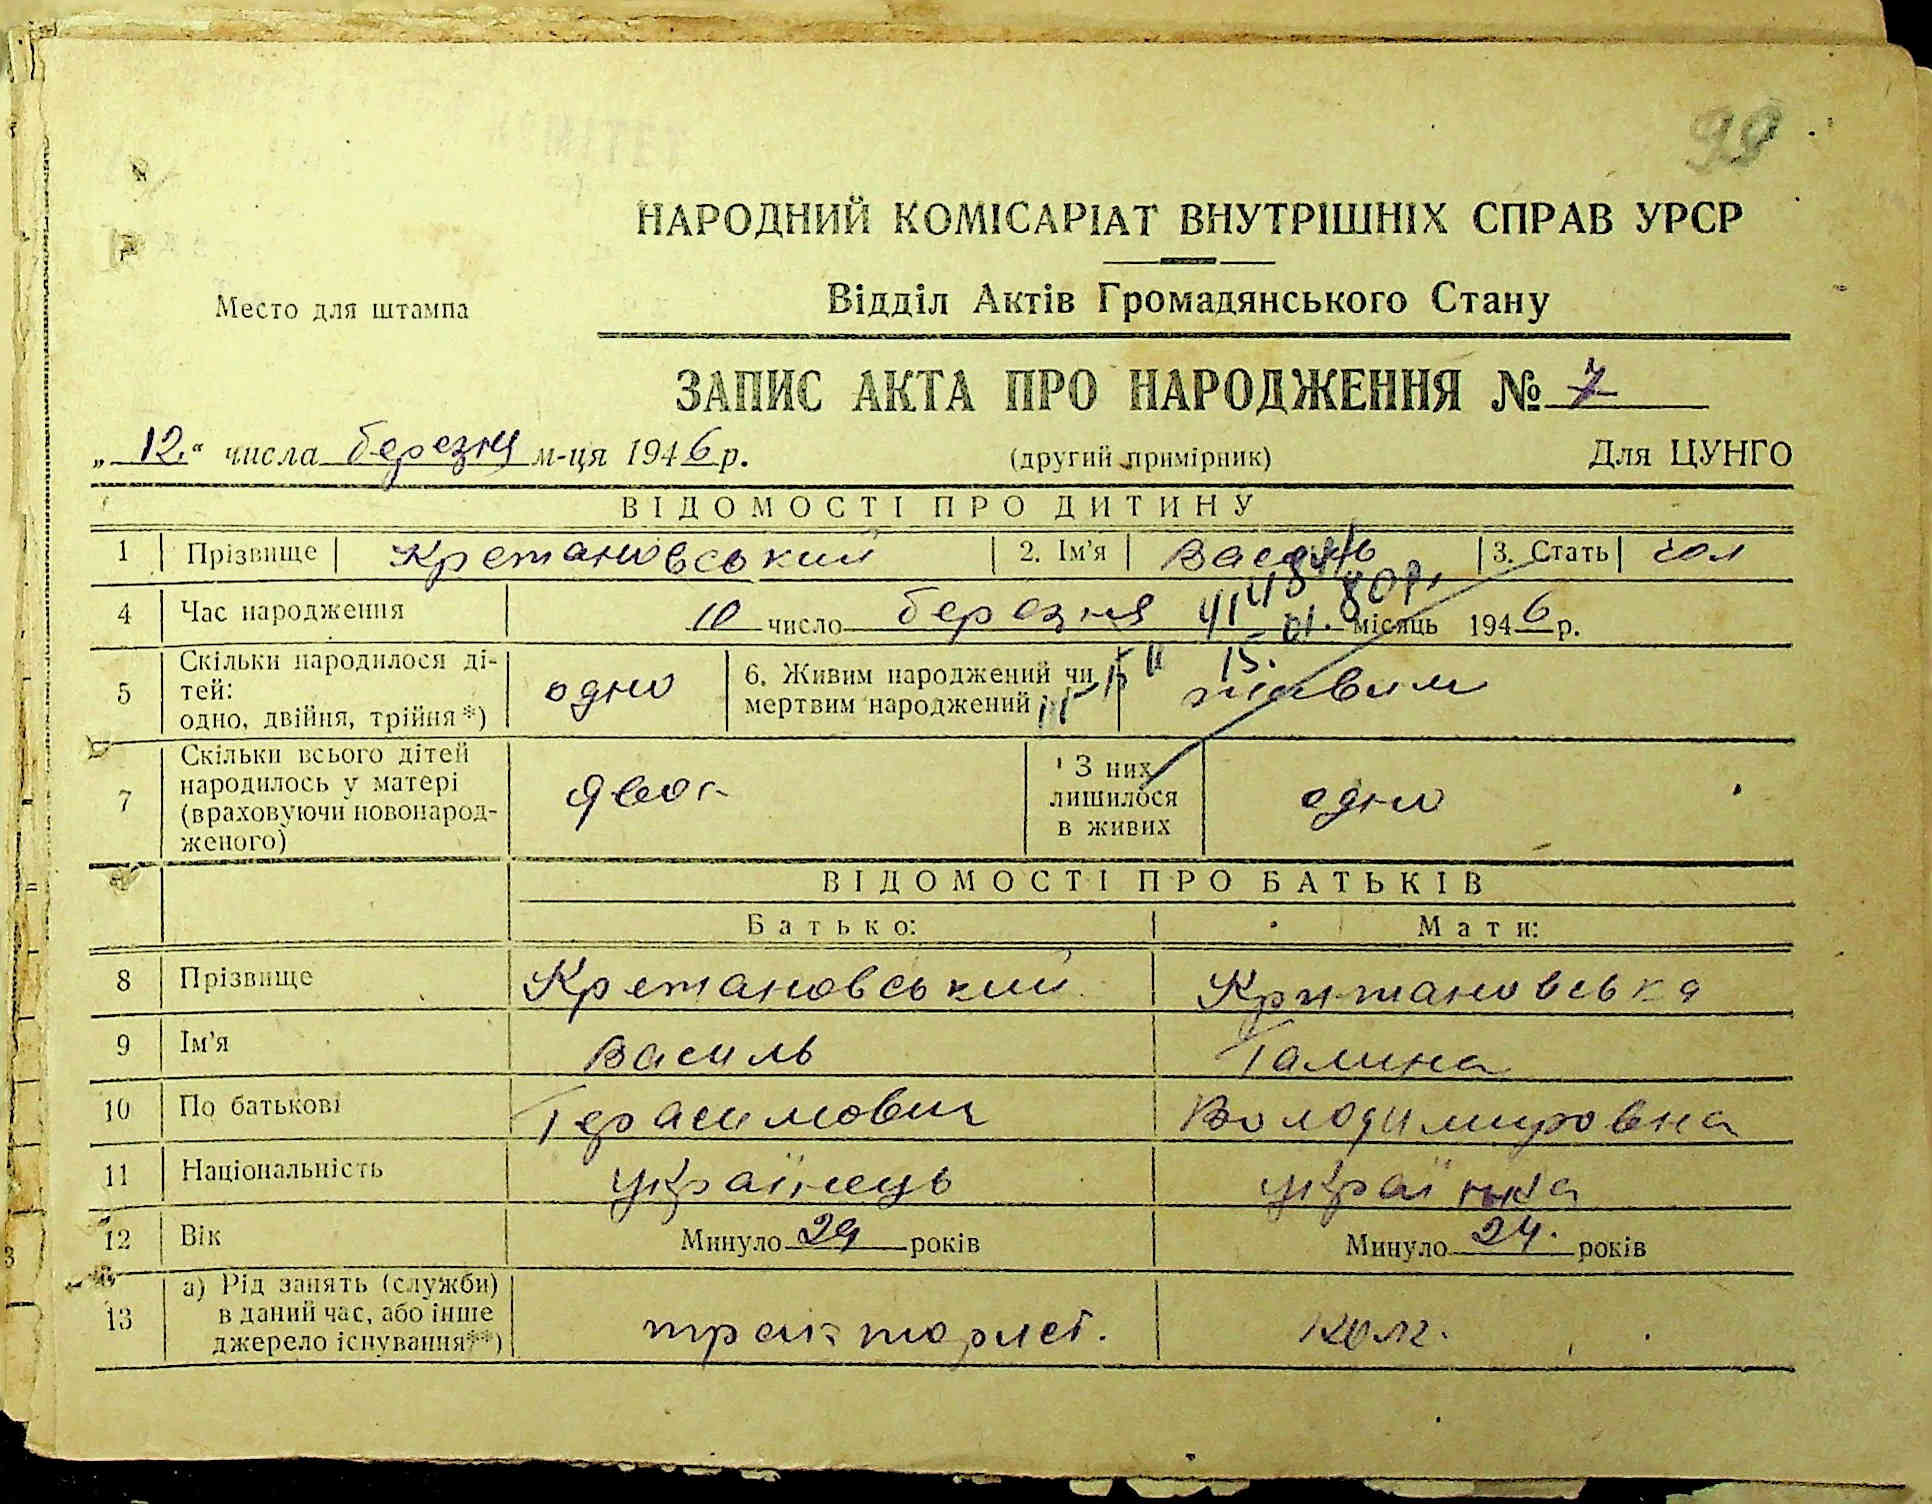 99
НАРОДНИЙ КОМІСАРІАТ ВНУТРІШНІХ СПРАВ УРСР
Место для штампа
Відділ Актів Громадянського Стану
ЗАПИС АКТА ПРО НАРОДЖЕННЯ № 7
„12.“ числа березня м-ця 1946 р. (другий примірник) Для ЦУНГО
ВІДОМОСТІ ПРО ДИТИНУ
1 Прізвище Кретановський 2. Ім'я Василь 3. Стать чол
4 Час народження 10 число березня місяць 1946 р.
5 Скільки народилося дітей: одно, двійня, трійня*) одно 6. Живим народжений чи мертвим народжений живим
7 Скільки всього дітей народилось у матері (враховуючи новонародженого) двоє З них лишилося в живих одно
ВІДОМОСТІ ПРО БАТЬКІВ
Батько: Мати:
8 Прізвище Кретановський Критановська
9 Ім'я Василь Галина
10 По батькові Герасимович Володимировна
11 Національність українець українка
12 Вік Минуло 29 років Минуло 24. років
13 а) Рід занять (служби) в даний час, або інше джерело існування**) тракторист. колг.